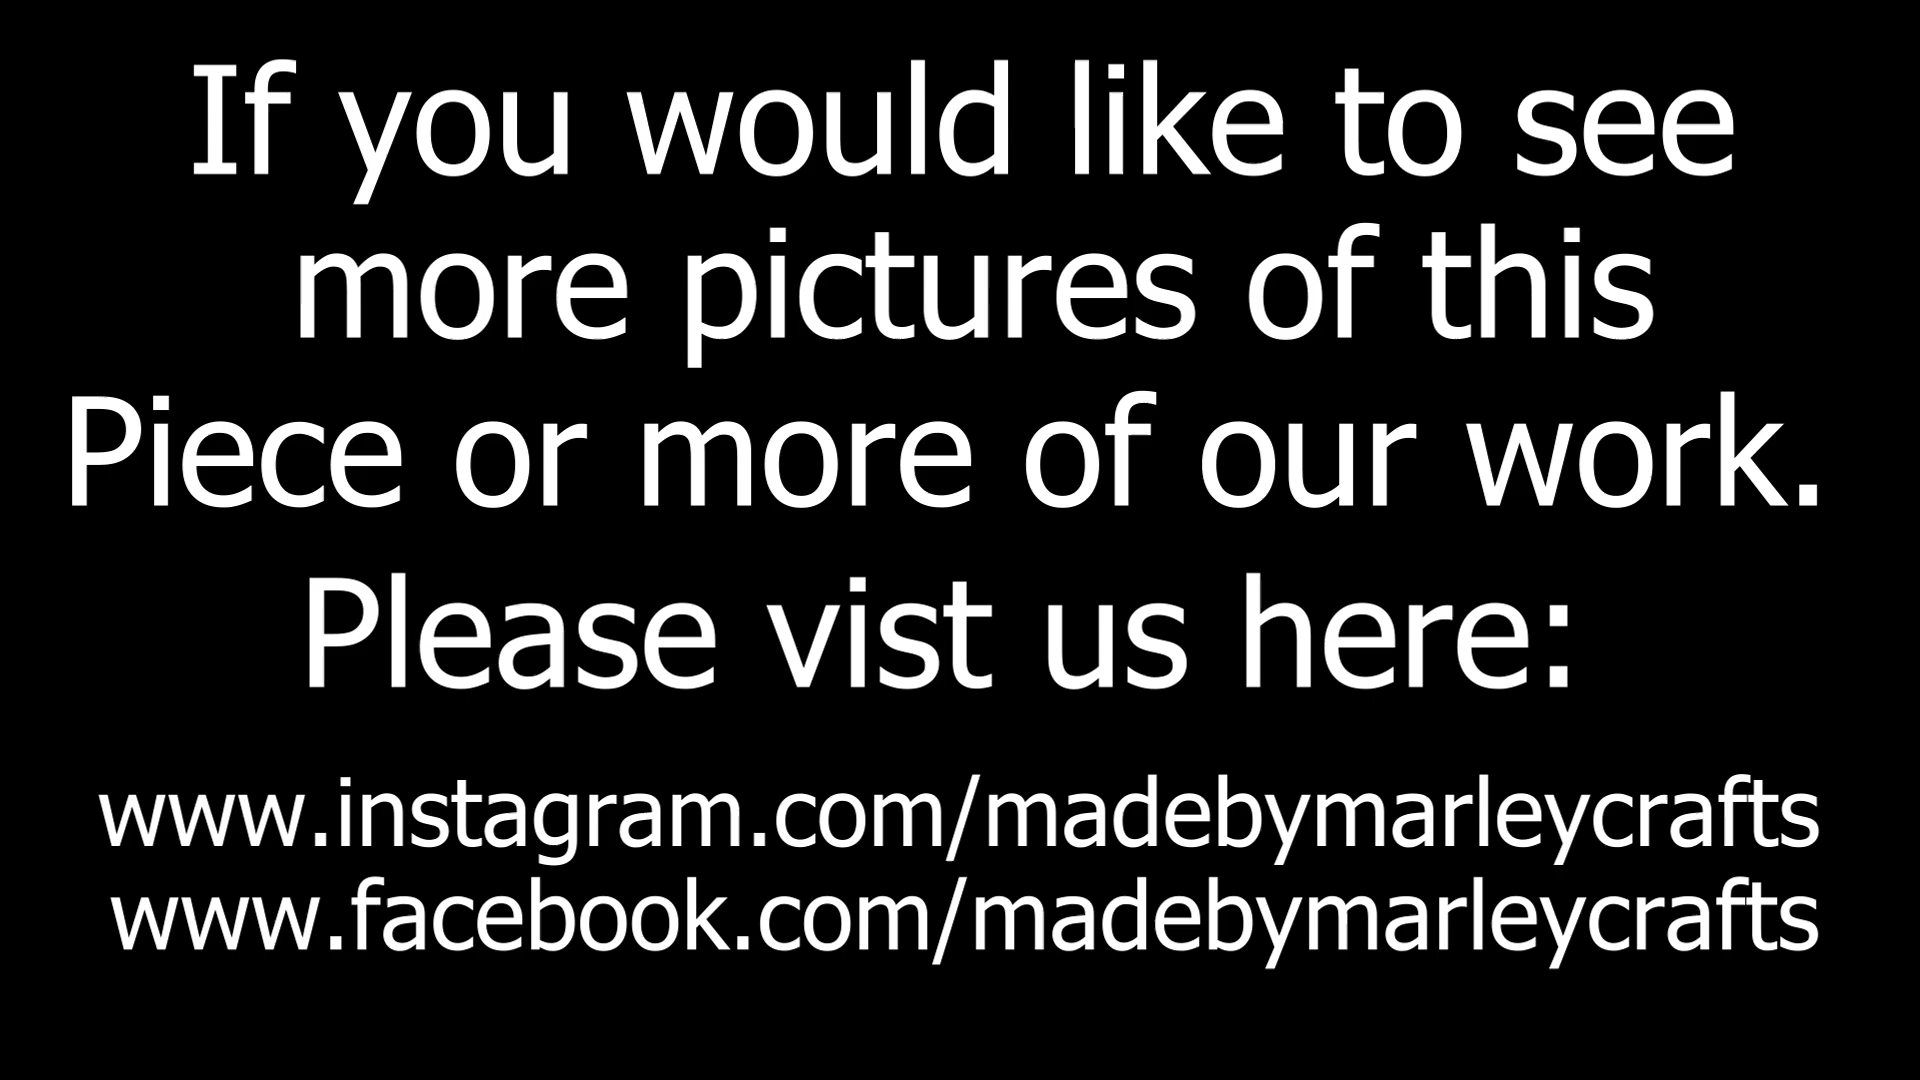 If you would like to see
more pictures of this
Piece or more of our work.
Please vist us here:
www.instagram.com/madebymarleycrafts
www.facebook.com/madebymarleycrafts